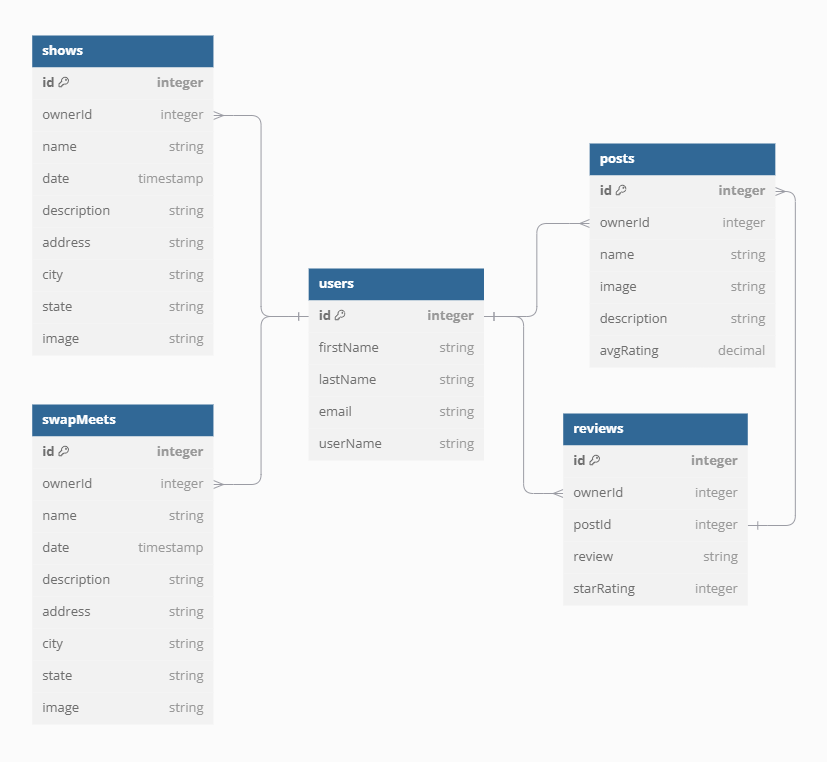 shows
id integer
ownerId integer
name string
date timestamp
description string
address string
city string
state string
image string
swapMeets
id integer
ownerId integer
name string
date timestamp
description string
address string
city string
state string
image string
users
id integer
firstName string
lastName string
email string
userName string
posts
id integer
ownerId integer
name string
image string
description string
avgRating decimal
reviews
id integer
ownerId integer
postId integer
review string
starRating integer